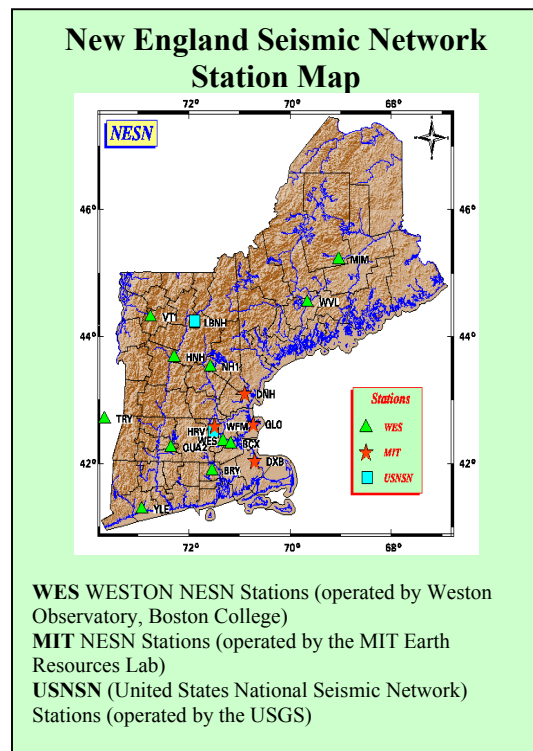 New England Seismic Network
Station Map
NESN
72° 70° 68°
46° 46°
MIM
WVL
VT1 LBNH
44° 44°
HNH
NH1
DNH
Stations
TRY
WFM GLO
WES
HRV
WES BCX
QUA2
MIT
42° DXB 42°
BRY
USNSN
YLE
72° 70° 68°
WES WESTON NESN Stations (operated by Weston
Observatory, Boston College)
MIT NESN Stations (operated by the MIT Earth
Resources Lab)
USNSN (United States National Seismic Network)
Stations (operated by the USGS)